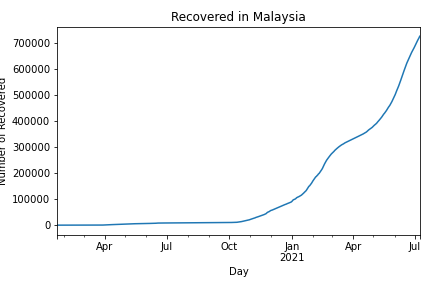 Recovered in Malaysia
700000
600000
500000
400000
300000
200000
100000
0
Number of Recovered
Apr Jul Oct Jan Apr Jul
2021
Day